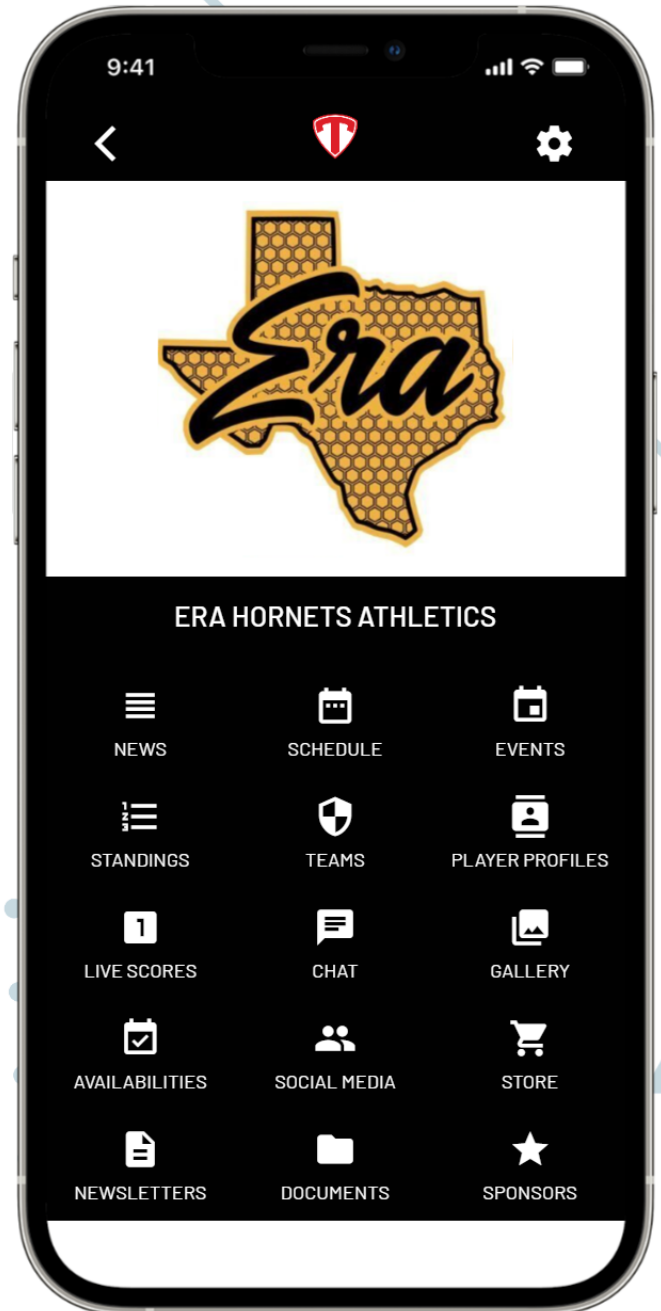 9:41
Era
ERA HORNETS ATHLETICS
NEWS SCHEDULE EVENTS
STANDINGS TEAMS PLAYER PROFILES
1
LIVE SCORES CHAT GALLERY
AVAILABILITIES SOCIAL MEDIA STORE
NEWSLETTERS DOCUMENTS SPONSORS